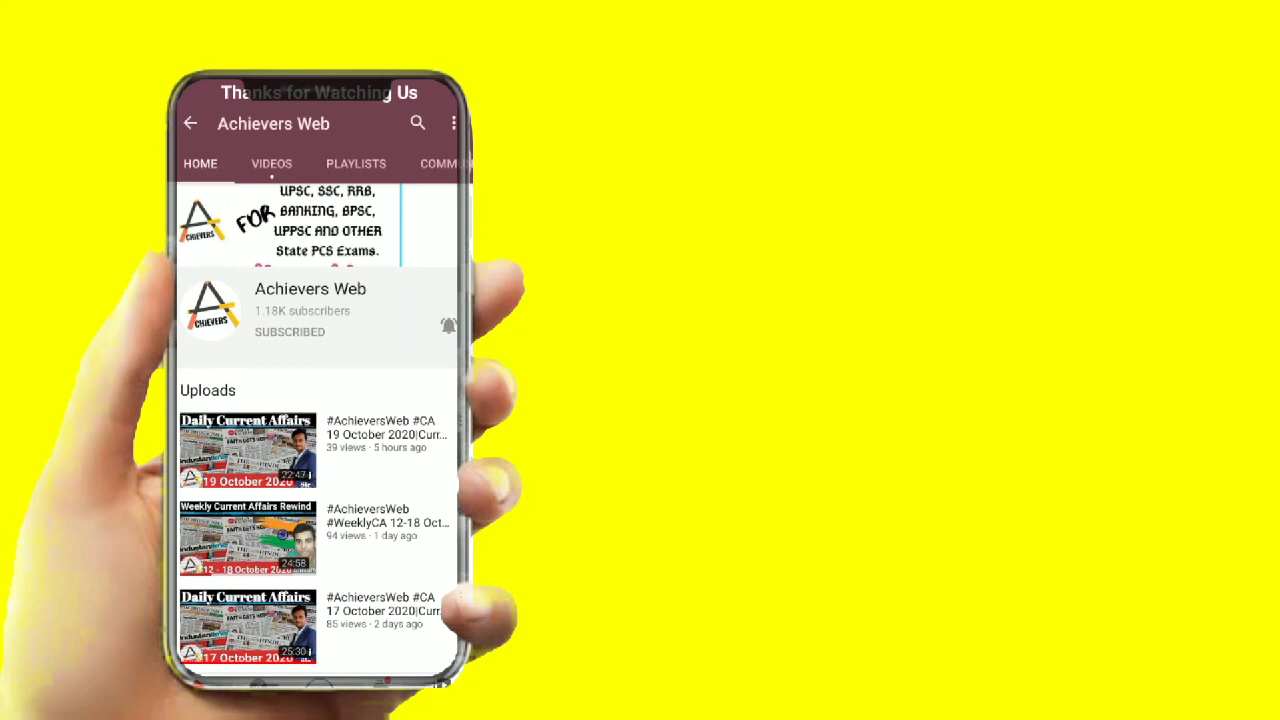 Thanks for Watching Us
Achievers Web
HOME VIDEOS PLAYLISTS COMMUN
UPSC, SSC, RRB,
FOR BANKING, BPSC,
UPPSC AND OTHER
State PCS Exams.
CHIEVERS
Achievers Web
1.18K subscribers
SUBSCRIBED
CHIEVERS
Uploads
Daily Current Affairs
19 October 2020
22:47
#AchieversWeb #CA
19 October 2020|Curr...
39 views · 5 hours ago
Weekly Current Affairs Rewind
12 - 18 October 2020
24:58
#AchieversWeb
#WeeklyCA 12-18 Oct...
94 views · 1 day ago
Daily Current Affairs
17 October 2020
25:30
#AchieversWeb #CA
17 October 2020|Curr...
85 views · 2 days ago